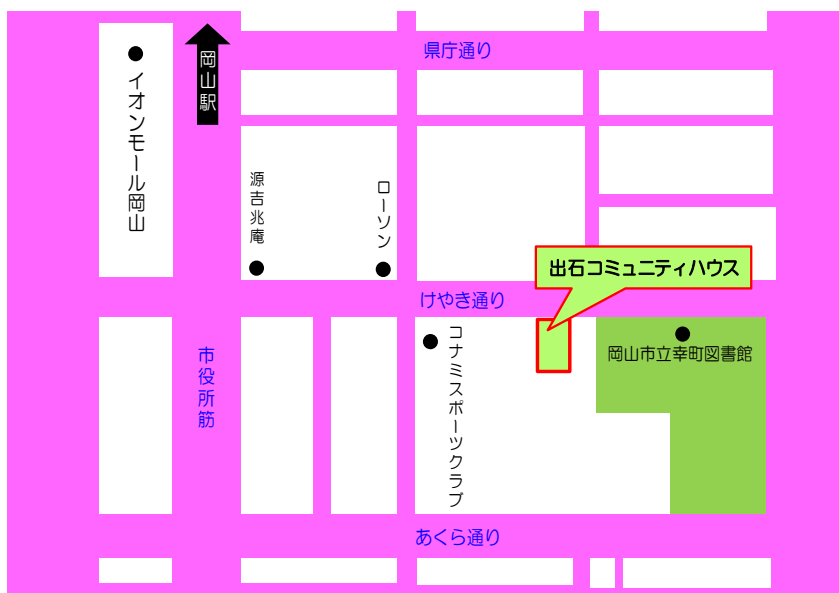 県庁通り
岡山駅
イオンモール岡山
源吉兆庵
ローソン
出石コミュニティハウス
けやき通り
コナミスポーツクラブ
岡山市立幸町図書館
市役所筋
あくら通り